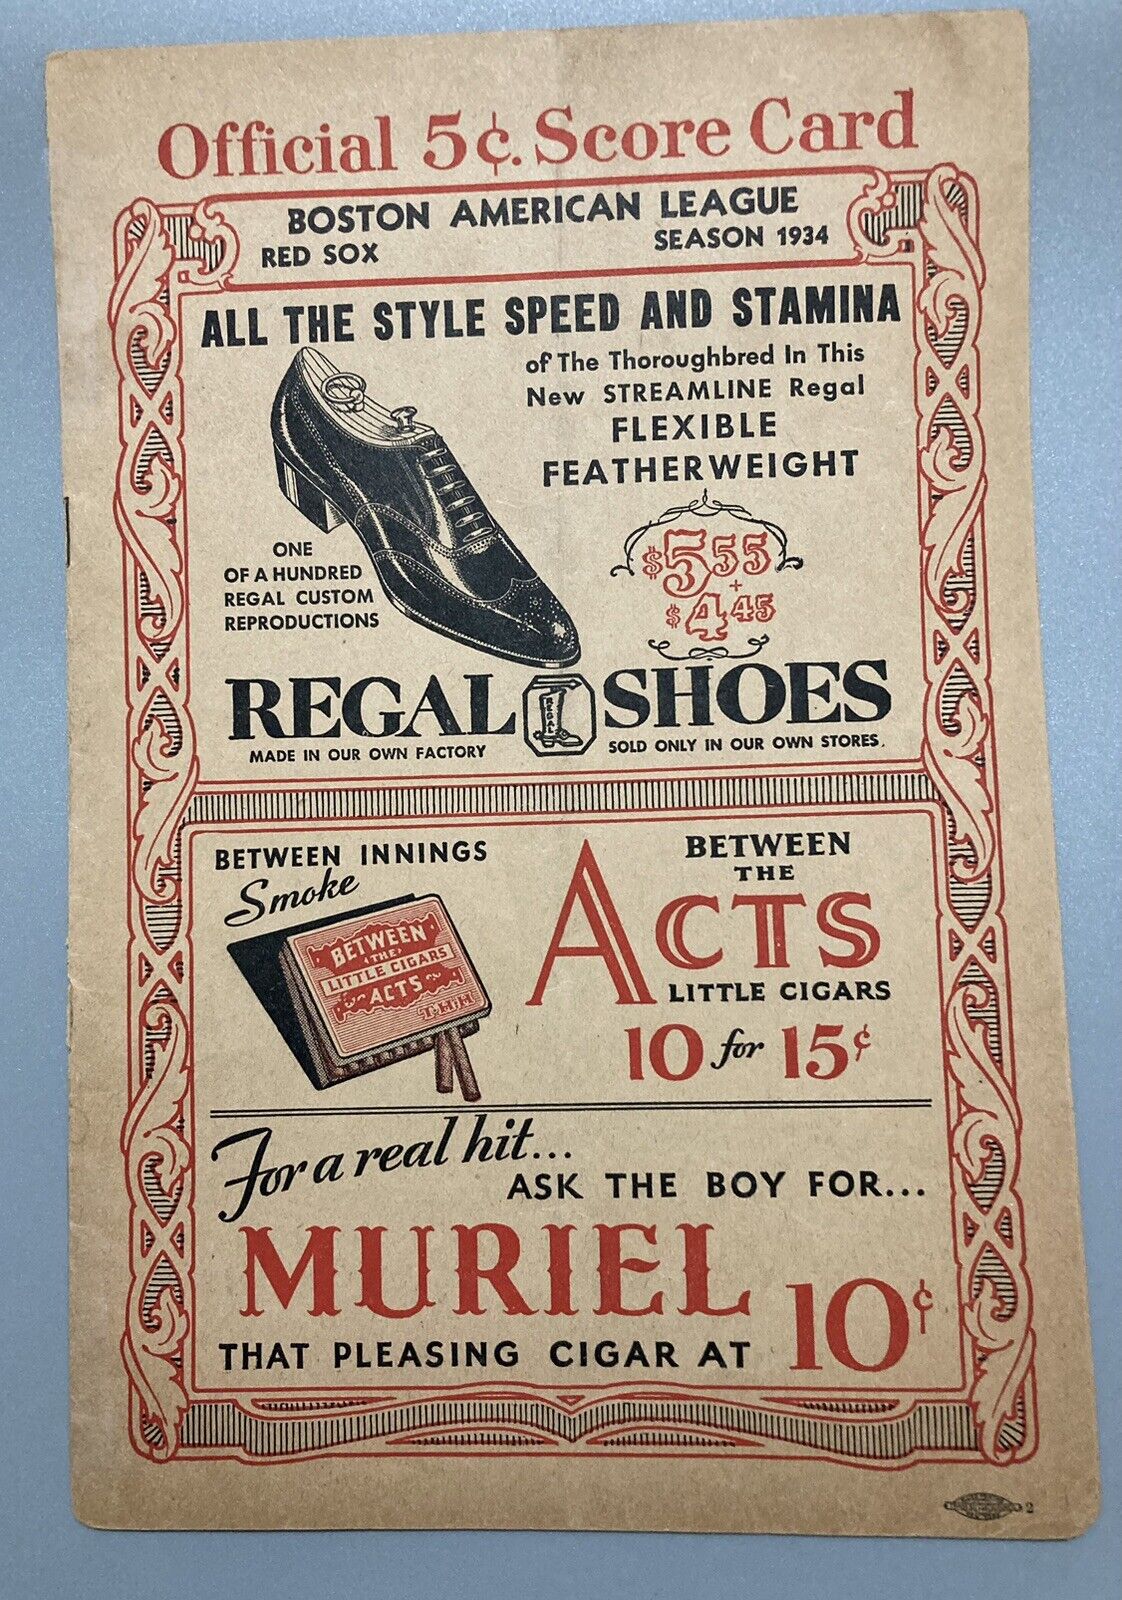 Official 5¢. Score Card
BOSTON AMERICAN LEAGUE
RED SOX SEASON 1934
ALL THE STYLE SPEED AND STAMINA
of The Thoroughbred In This
New STREAMLINE Regal
FLEXIBLE
FEATHERWEIGHT
$5.55
+
$4.45
ONE
OF A HUNDRED
REGAL CUSTOM
REPRODUCTIONS
REGAL REGAL SHOES
MADE IN OUR OWN FACTORY SOLD ONLY IN OUR OWN STORES.
BETWEEN INNINGS
Smoke
BETWEEN
THE
LITTLE CIGARS
ACTS
T·H·H
BETWEEN
THE
ACTS
LITTLE CIGARS
10 for 15¢
For a real hit...
ASK THE BOY FOR...
MURIEL
THAT PLEASING CIGAR AT 10¢
2